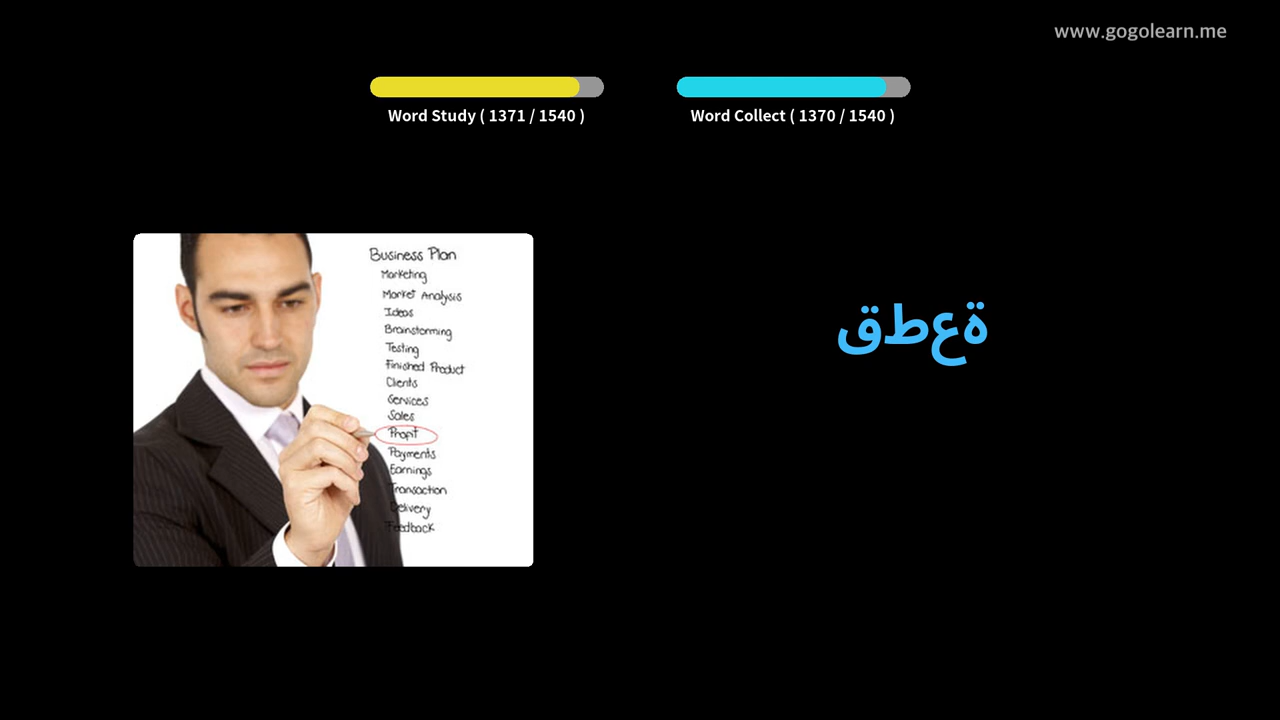 www.gogolearn.me
Word Study ( 1371 / 1540 )
Word Collect ( 1370 / 1540 )
Business Plan
Marketing
Market Analysis
Ideas
Brainstorming
Testing
Finished Product
Clients
Services
Sales
Profit
Payments
Earnings
Transaction
Delivery
Feedback
قطعة